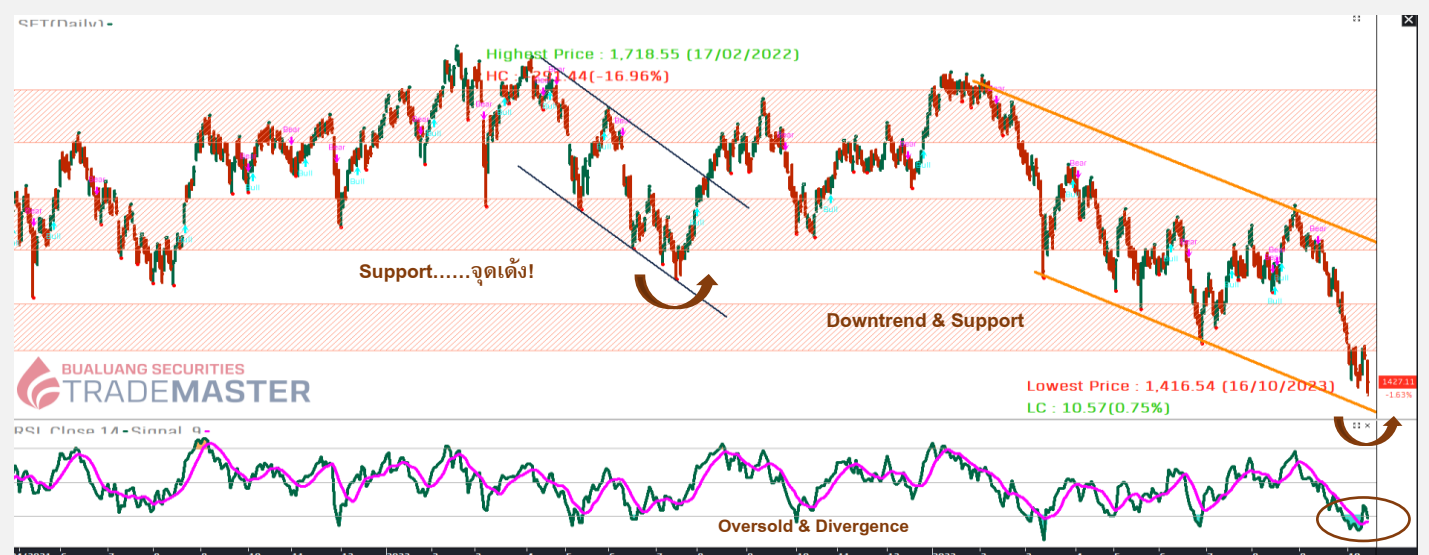 SET(Daily)
Highest Price : 1,718.55 (17/02/2022)
HC : -291.44(-16.96%)
Bear
Bull
Support......จุดเด้ง!
Downtrend & Support
BUALUANG SECURITIES
TRADEMASTER
Lowest Price : 1,416.54 (16/10/2023)
LC : 10.57(0.75%)
1427.11
-1.63%
RSI Close 14 Signal 9
Oversold & Divergence